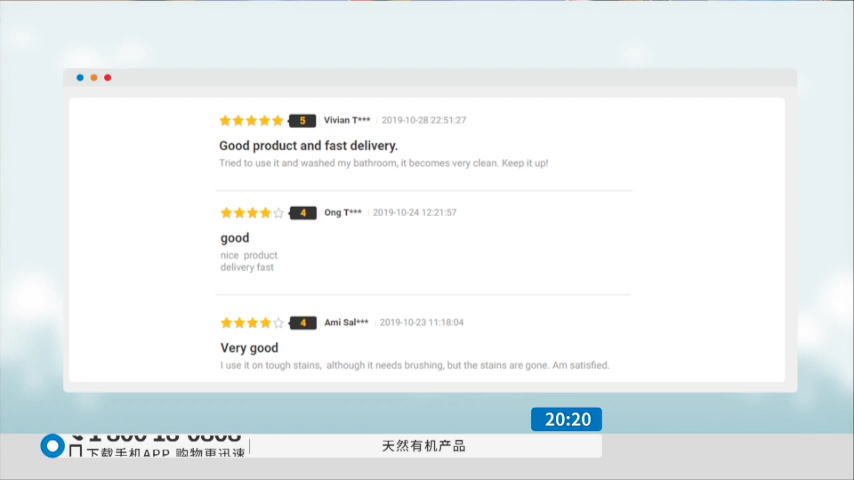 5 Vivian T*** 2019-10-28 22:51:27
Good product and fast delivery.
Tried to use it and washed my bathroom, it becomes very clean. Keep it up!
4 Ong T*** 2019-10-24 12:21:57
good
nice product
delivery fast
4 Ami Sal*** 2019-10-23 11:18:04
Very good
I use it on tough stains, although it needs brushing, but the stains are gone. Am satisfied.
20:20
1 800 18 0808
下载手机APP 购物更迅速
天然有机产品